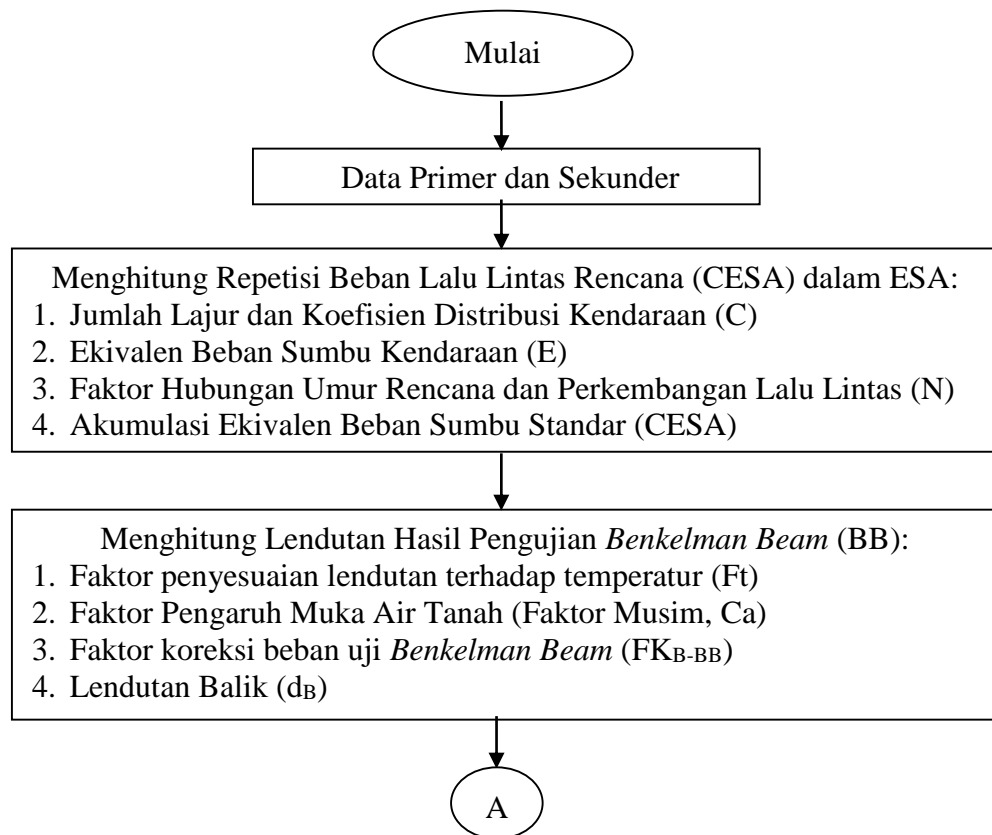 Mulai
Data Primer dan Sekunder
Menghitung Repetisi Beban Lalu Lintas Rencana (CESA) dalam ESA:
1. Jumlah Lajur dan Koefisien Distribusi Kendaraan (C)
2. Ekivalen Beban Sumbu Kendaraan (E)
3. Faktor Hubungan Umur Rencana dan Perkembangan Lalu Lintas (N)
4. Akumulasi Ekivalen Beban Sumbu Standar (CESA)
Menghitung Lendutan Hasil Pengujian Benkelman Beam (BB):
1. Faktor penyesuaian lendutan terhadap temperatur (Ft)
2. Faktor Pengaruh Muka Air Tanah (Faktor Musim, Ca)
3. Faktor koreksi beban uji Benkelman Beam (FKB-BB)
4. Lendutan Balik (dB)
A